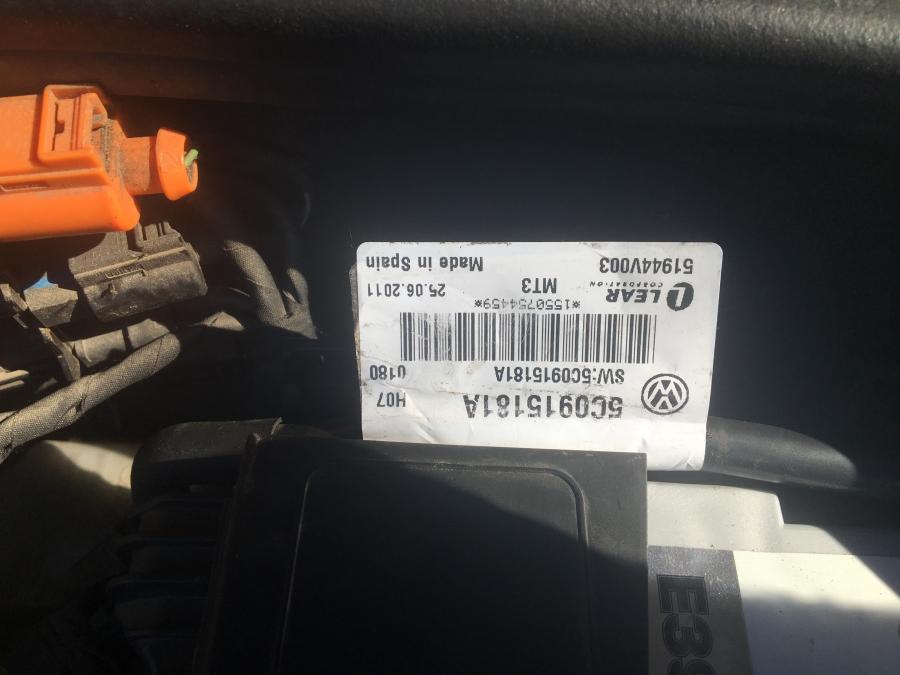 5C0915181A
H07
SW:5C0915181A
0180
*1550754459*
LEAR
CORPORATION
MT3
25.06.2011
51944V003
Made in Spain